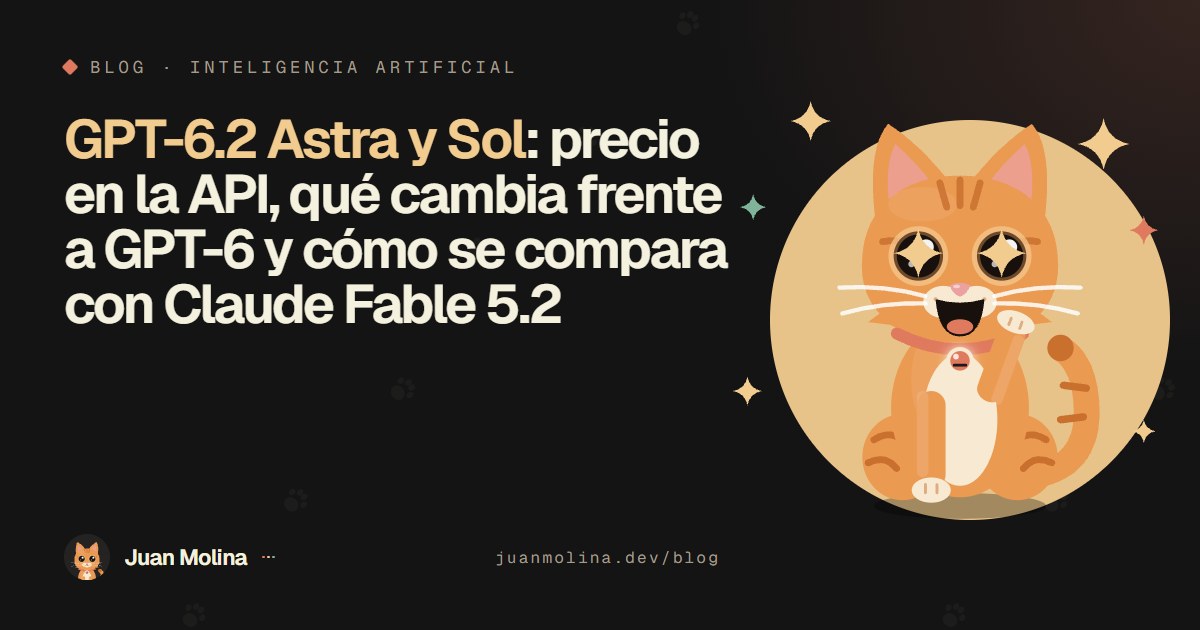 BLOG · INTELIGENCIA ARTIFICIAL
GPT-6.2 Astra y Sol: precio
en la API, qué cambia frente
a GPT-6 y cómo se compara
con Claude Fable 5.2
Juan Molina
juanmolina.dev/blog